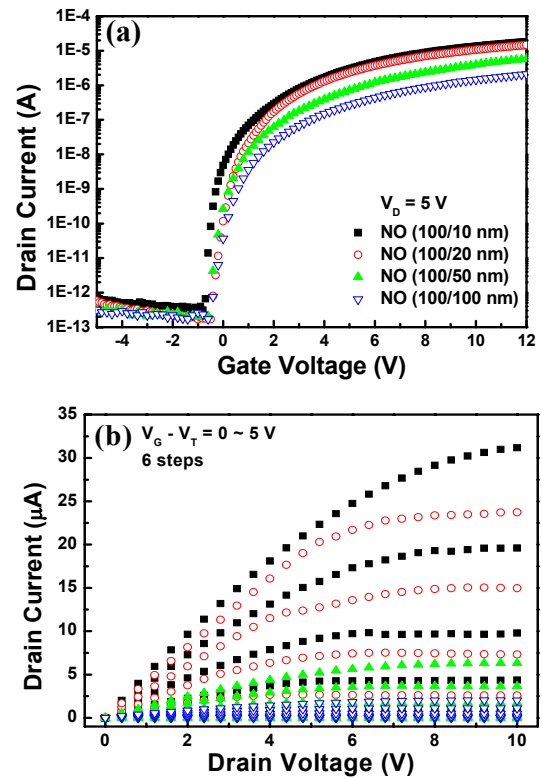 (a)
1E-4
1E-5
1E-6
1E-7
1E-8
1E-9
1E-10
1E-11
1E-12
1E-13
Drain Current (A)
V_D = 5 V
NO (100/10 nm)
NO (100/20 nm)
NO (100/50 nm)
NO (100/100 nm)
-4 -2 0 2 4 6 8 10 12
Gate Voltage (V)
(b)
V_G - V_T = 0 ~ 5 V
6 steps
35
30
25
20
15
10
5
0
Drain Current (μA)
0 2 4 6 8 10
Drain Voltage (V)